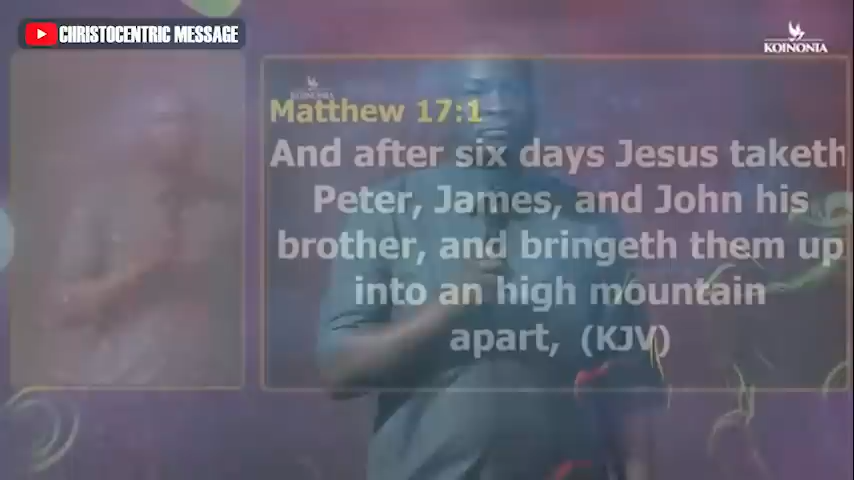 CHRISTOCENTRIC MESSAGE
KOINONIA
KOINONIA
Matthew 17:1
And after six days Jesus taketh
Peter, James, and John his
brother, and bringeth them up
into an high mountain
apart, (KJV)